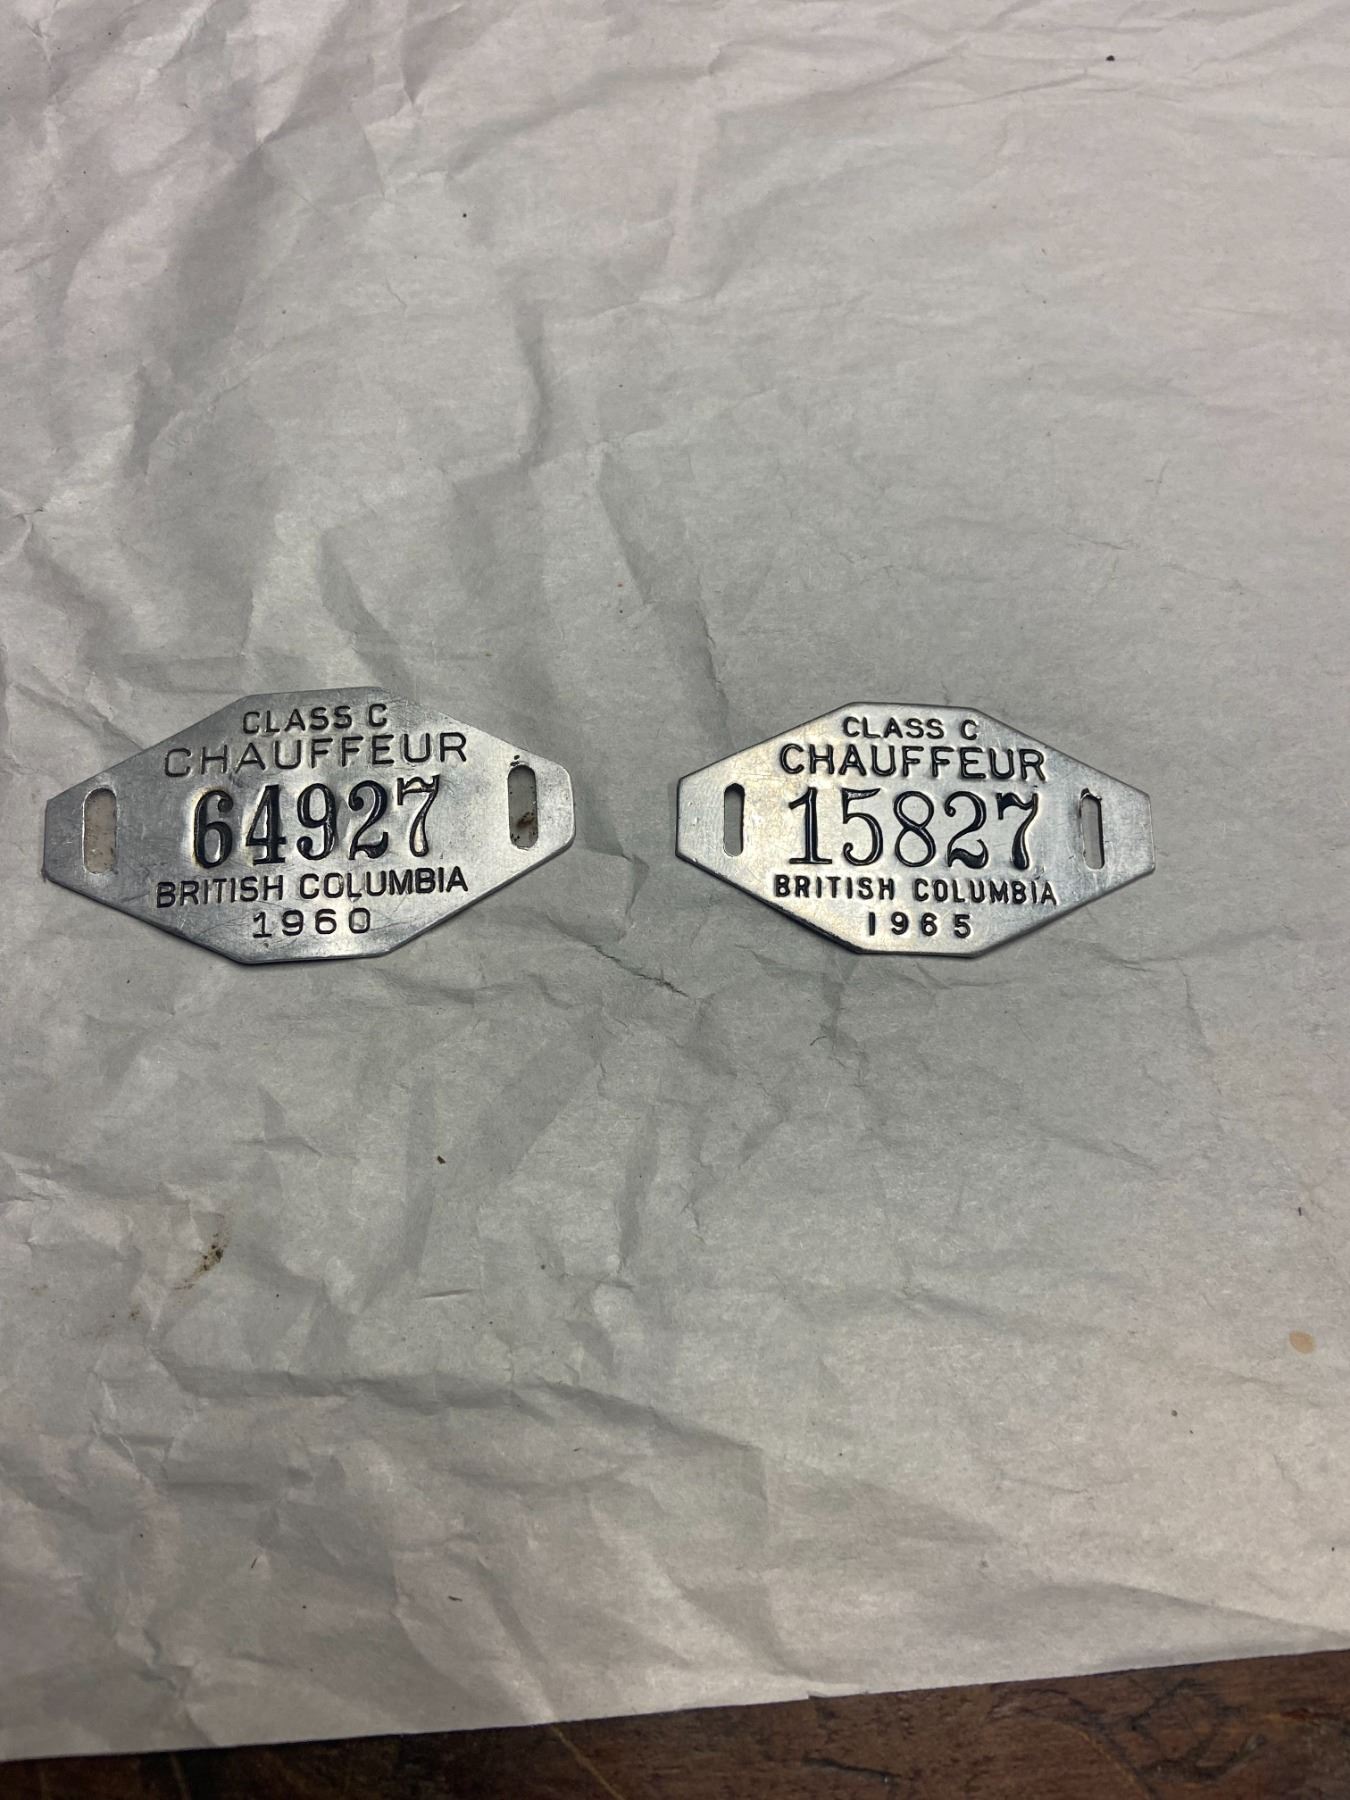 CLASS C
CHAUFFEUR
64927
BRITISH COLUMBIA
1960
CLASS C
CHAUFFEUR
15827
BRITISH COLUMBIA
1965